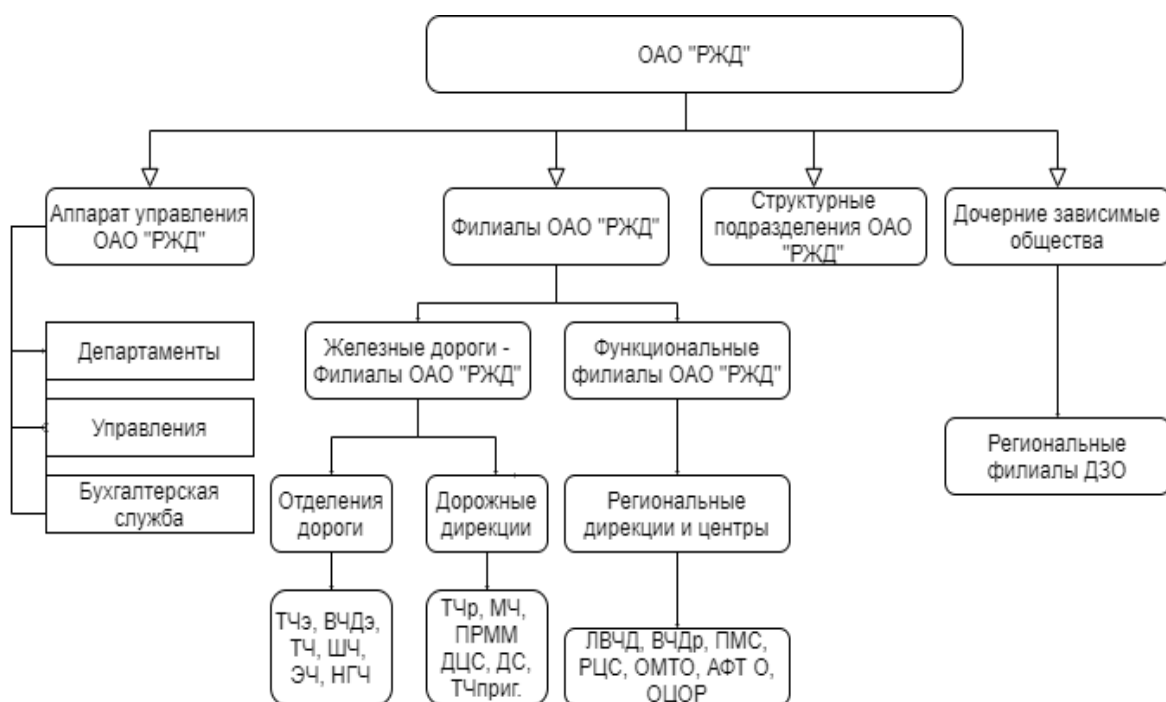 ОАО "РЖД"
Аппарат управления
ОАО "РЖД"
Филиалы ОАО "РЖД"
Структурные
подразделения ОАО
"РЖД"
Дочерние зависимые
общества
Департаменты
Управления
Бухгалтерская
служба
Железные дороги -
Филиалы ОАО "РЖД"
Функциональные
филиалы ОАО "РЖД"
Региональные
филиалы ДЗО
Отделения
дороги
Дорожные
дирекции
Региональные
дирекции и центры
ТЧэ, ВЧДэ,
ТЧ, ШЧ,
ЭЧ, НГЧ
ТЧр, МЧ,
ПРММ
ДЦС, ДС,
ТЧприг.
ЛВЧД, ВЧДр, ПМС,
РЦС, ОМТО, АФТ О,
ОЦОР